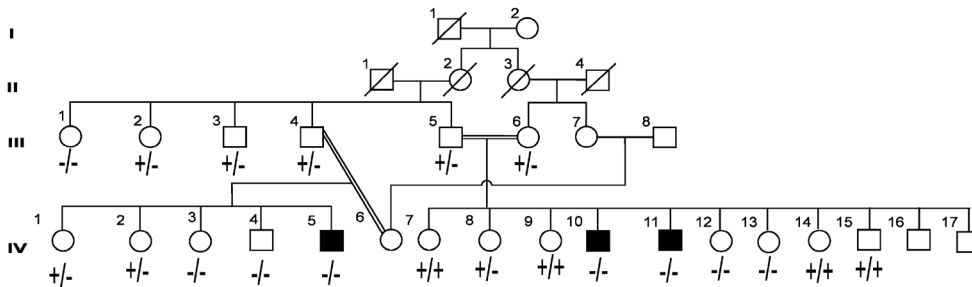 I 1 2
II 1 2 3 4
III 1 2 3 4 5 6 7 8
-/- +/- +/- +/- +/- +/-
IV 1 2 3 4 5 6 7 8 9 10 11 12 13 14 15 16 17
+/- +/- -/- -/- -/- +/+ +/- +/+ -/- -/- -/- -/- +/+ +/+